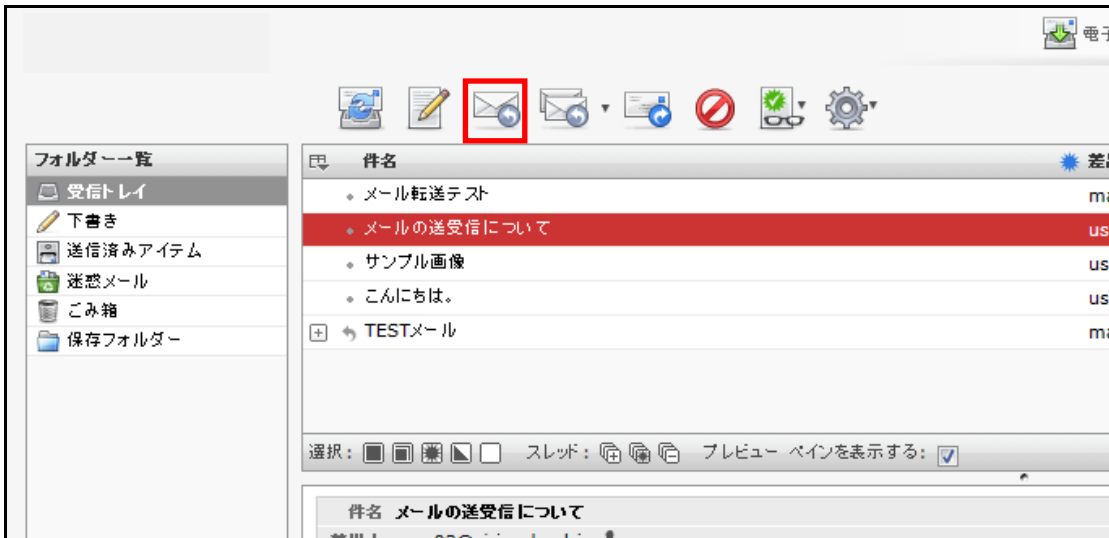 電子
フォルダー一覧
受信トレイ
下書き
送信済みアイテム
迷惑メール
ごみ箱
保存フォルダー
件名
メール転送テスト ma
メールの送受信について us
サンプル画像 us
こんにちは。 us
TESTメール ma
選択: スレッド: プレビュー ペインを表示する:
件名 メールの送受信について